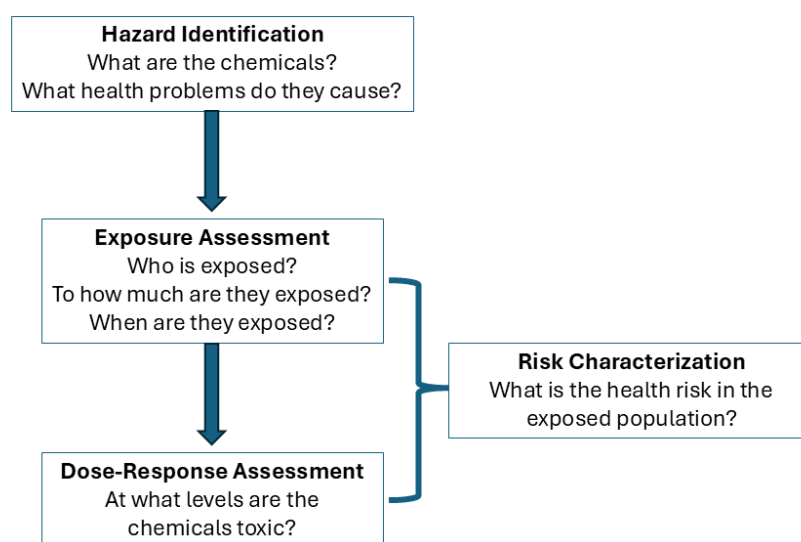 Hazard Identification
What are the chemicals?
What health problems do they cause?
Exposure Assessment
Who is exposed?
To how much are they exposed?
When are they exposed?
Risk Characterization
What is the health risk in the
exposed population?
Dose-Response Assessment
At what levels are the
chemicals toxic?